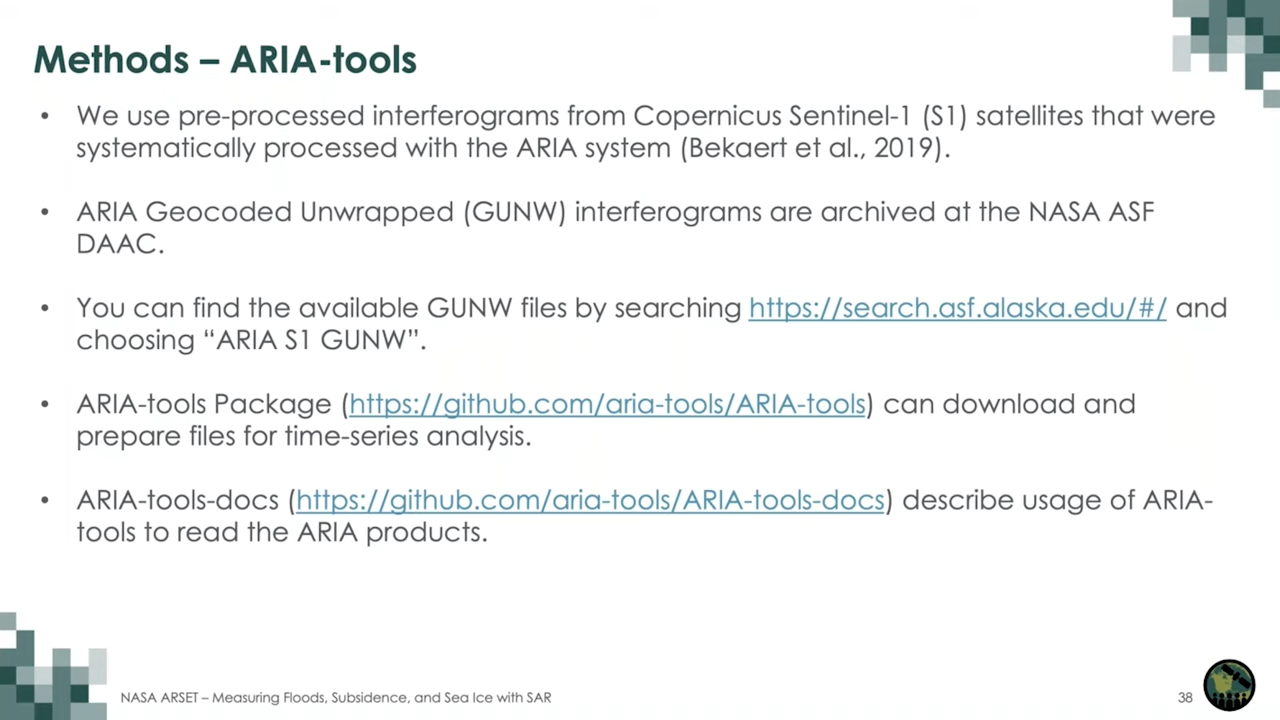 Methods – ARIA-tools
• We use pre-processed interferograms from Copernicus Sentinel-1 (S1) satellites that were
systematically processed with the ARIA system (Bekaert et al., 2019).
• ARIA Geocoded Unwrapped (GUNW) interferograms are archived at the NASA ASF
DAAC.
• You can find the available GUNW files by searching https://search.asf.alaska.edu/#/ and
choosing “ARIA S1 GUNW”.
• ARIA-tools Package (https://github.com/aria-tools/ARIA-tools) can download and
prepare files for time-series analysis.
• ARIA-tools-docs (https://github.com/aria-tools/ARIA-tools-docs) describe usage of ARIA-
tools to read the ARIA products.
NASA ARSET – Measuring Floods, Subsidence, and Sea Ice with SAR
38